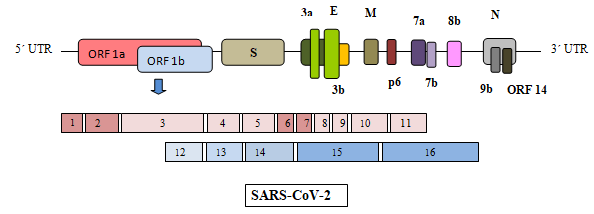 3a E M 7a 8b N
5´ UTR ORF 1a ORF 1b S 3´ UTR
3b p6 7b 9b ORF 14
1 2 3 4 5 6 7 8 9 10 11
12 13 14 15 16
SARS-CoV-2